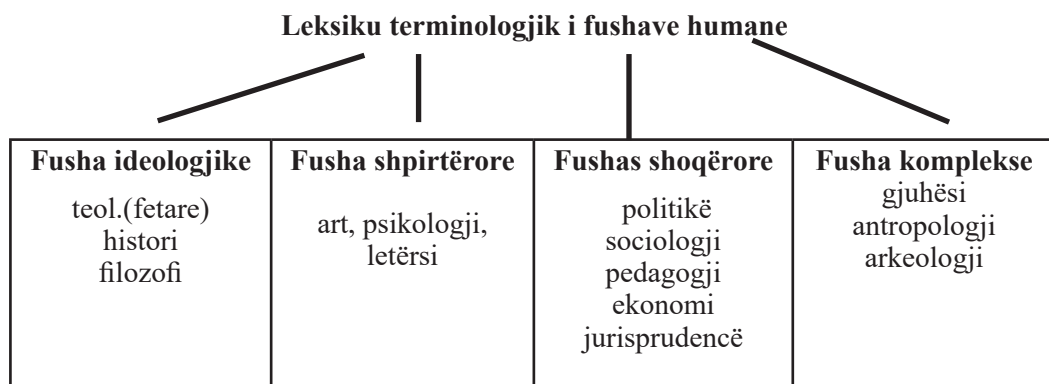 Leksiku terminologjik i fushave humane
Fusha ideologjike
teol.(fetare)
histori
filozofi
Fusha shpirtërore
art, psikologji,
letërsi
Fushas shoqërore
politikë
sociologji
pedagogji
ekonomi
jurisprudencë
Fusha komplekse
gjuhësi
antropologji
arkeologji